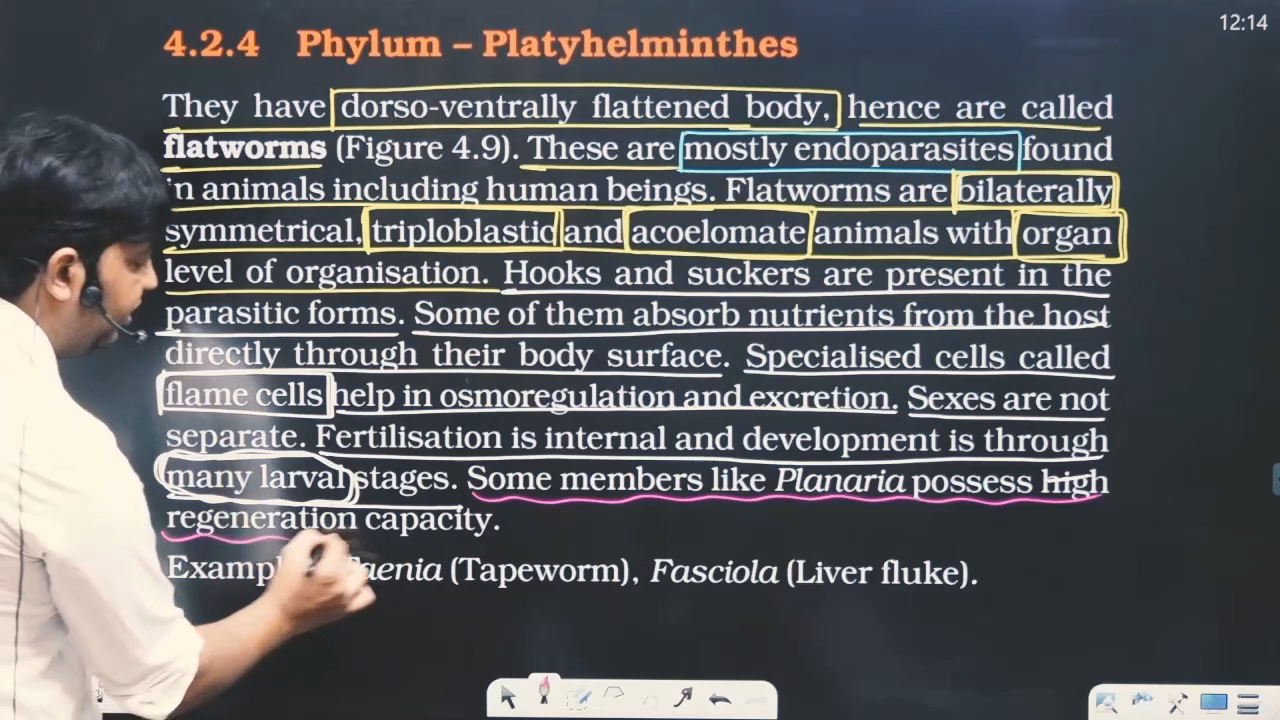 12:14
4.2.4 Phylum – Platyhelminthes
They have dorso-ventrally flattened body, hence are called
flatworms (Figure 4.9). These are mostly endoparasites found
in animals including human beings. Flatworms are bilaterally
symmetrical, triploblastic and acoelomate animals with organ
level of organisation. Hooks and suckers are present in the
parasitic forms. Some of them absorb nutrients from the host
directly through their body surface. Specialised cells called
flame cells help in osmoregulation and excretion. Sexes are not
separate. Fertilisation is internal and development is through
many larval stages. Some members like Planaria possess high
regeneration capacity.
(Tapeworm), Fasciola (Liver fluke).